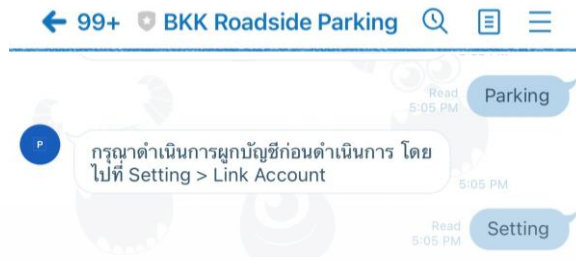 99+ BKK Roadside Parking
Read
5:05 PM
Parking
P
กรุณาดำเนินการผูกบัญชีก่อนดำเนินการ โดย
ไปที่ Setting > Link Account
5:05 PM
Read
5:05 PM
Setting